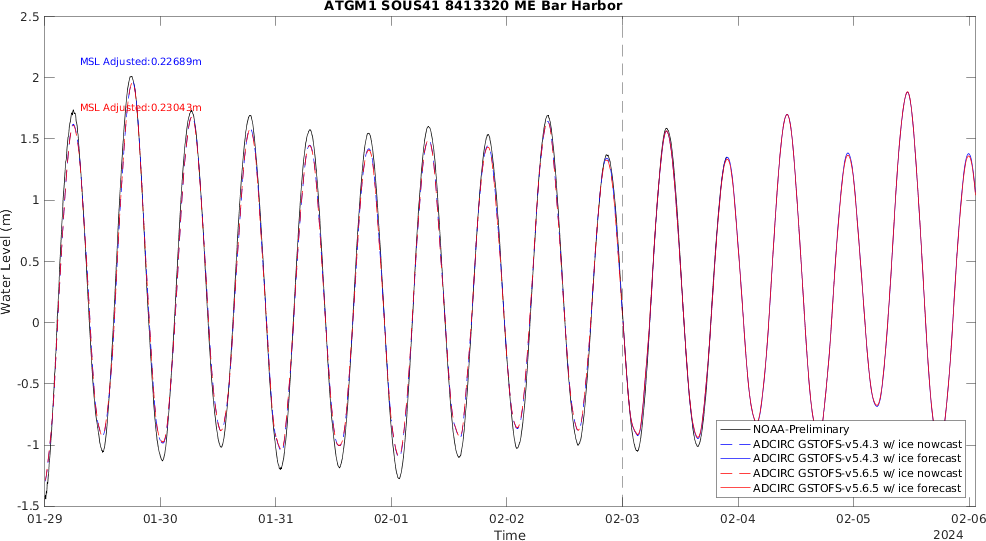 ATGM1 SOUS41 8413320 ME Bar Harbor
2.5
2
1.5
1
0.5
0
-0.5
-1
-1.5
Water Level (m)
MSL Adjusted:0.22689m
MSL Adjusted:0.23043m
NOAA-Preliminary
ADCIRC GSTOFS-v5.4.3 w/ ice nowcast
ADCIRC GSTOFS-v5.4.3 w/ ice forecast
ADCIRC GSTOFS-v5.6.5 w/ ice nowcast
ADCIRC GSTOFS-v5.6.5 w/ ice forecast
01-29 01-30 01-31 02-01 02-02 02-03 02-04 02-05 02-06
Time
2024